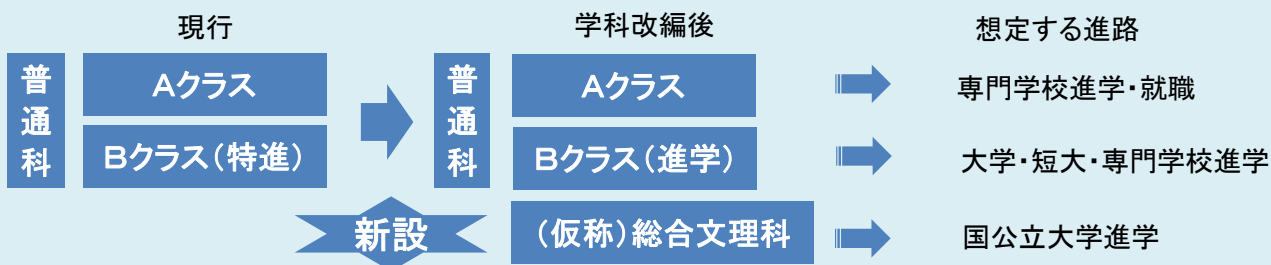 現行
学科改編後
想定する進路
普通科
Aクラス
Bクラス(特進)
普通科
Aクラス
Bクラス(進学)
新設
(仮称)総合文理科
専門学校進学・就職
大学・短大・専門学校進学
国公立大学進学